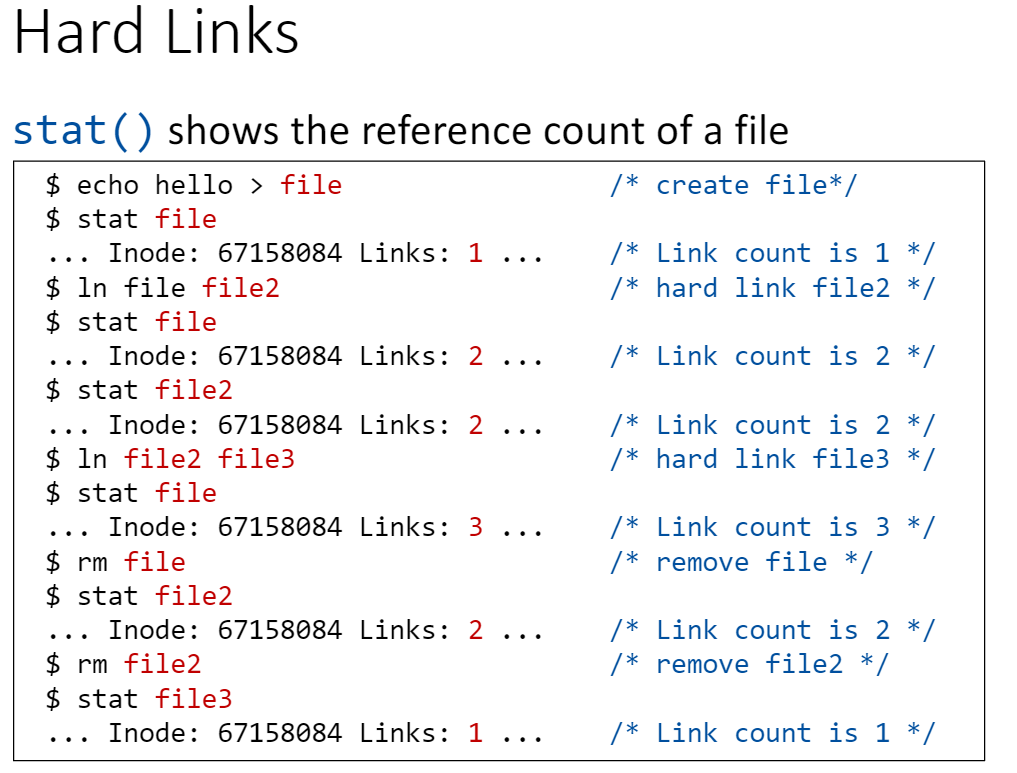 Hard Links
stat() shows the reference count of a file
$ echo hello > file /* create file*/
$ stat file
... Inode: 67158084 Links: 1 ... /* Link count is 1 */
$ ln file file2 /* hard link file2 */
$ stat file
... Inode: 67158084 Links: 2 ... /* Link count is 2 */
$ stat file2
... Inode: 67158084 Links: 2 ... /* Link count is 2 */
$ ln file2 file3 /* hard link file3 */
$ stat file
... Inode: 67158084 Links: 3 ... /* Link count is 3 */
$ rm file /* remove file */
$ stat file2
... Inode: 67158084 Links: 2 ... /* Link count is 2 */
$ rm file2 /* remove file2 */
$ stat file3
... Inode: 67158084 Links: 1 ... /* Link count is 1 */